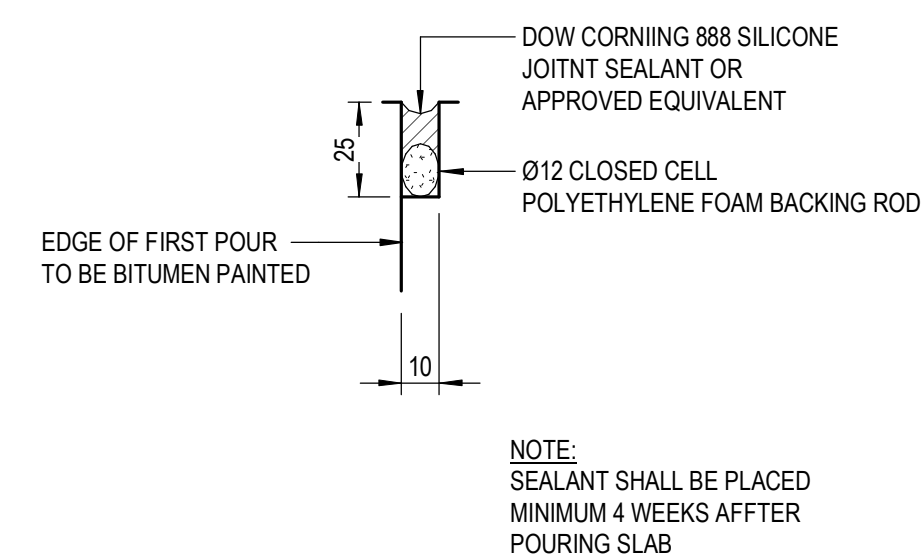 DOW CORNIING 888 SILICONE
JOITNT SEALANT OR
APPROVED EQUIVALENT
25
Ø12 CLOSED CELL
POLYETHYLENE FOAM BACKING ROD
EDGE OF FIRST POUR
TO BE BITUMEN PAINTED
10
NOTE:
SEALANT SHALL BE PLACED
MINIMUM 4 WEEKS AFFTER
POURING SLAB